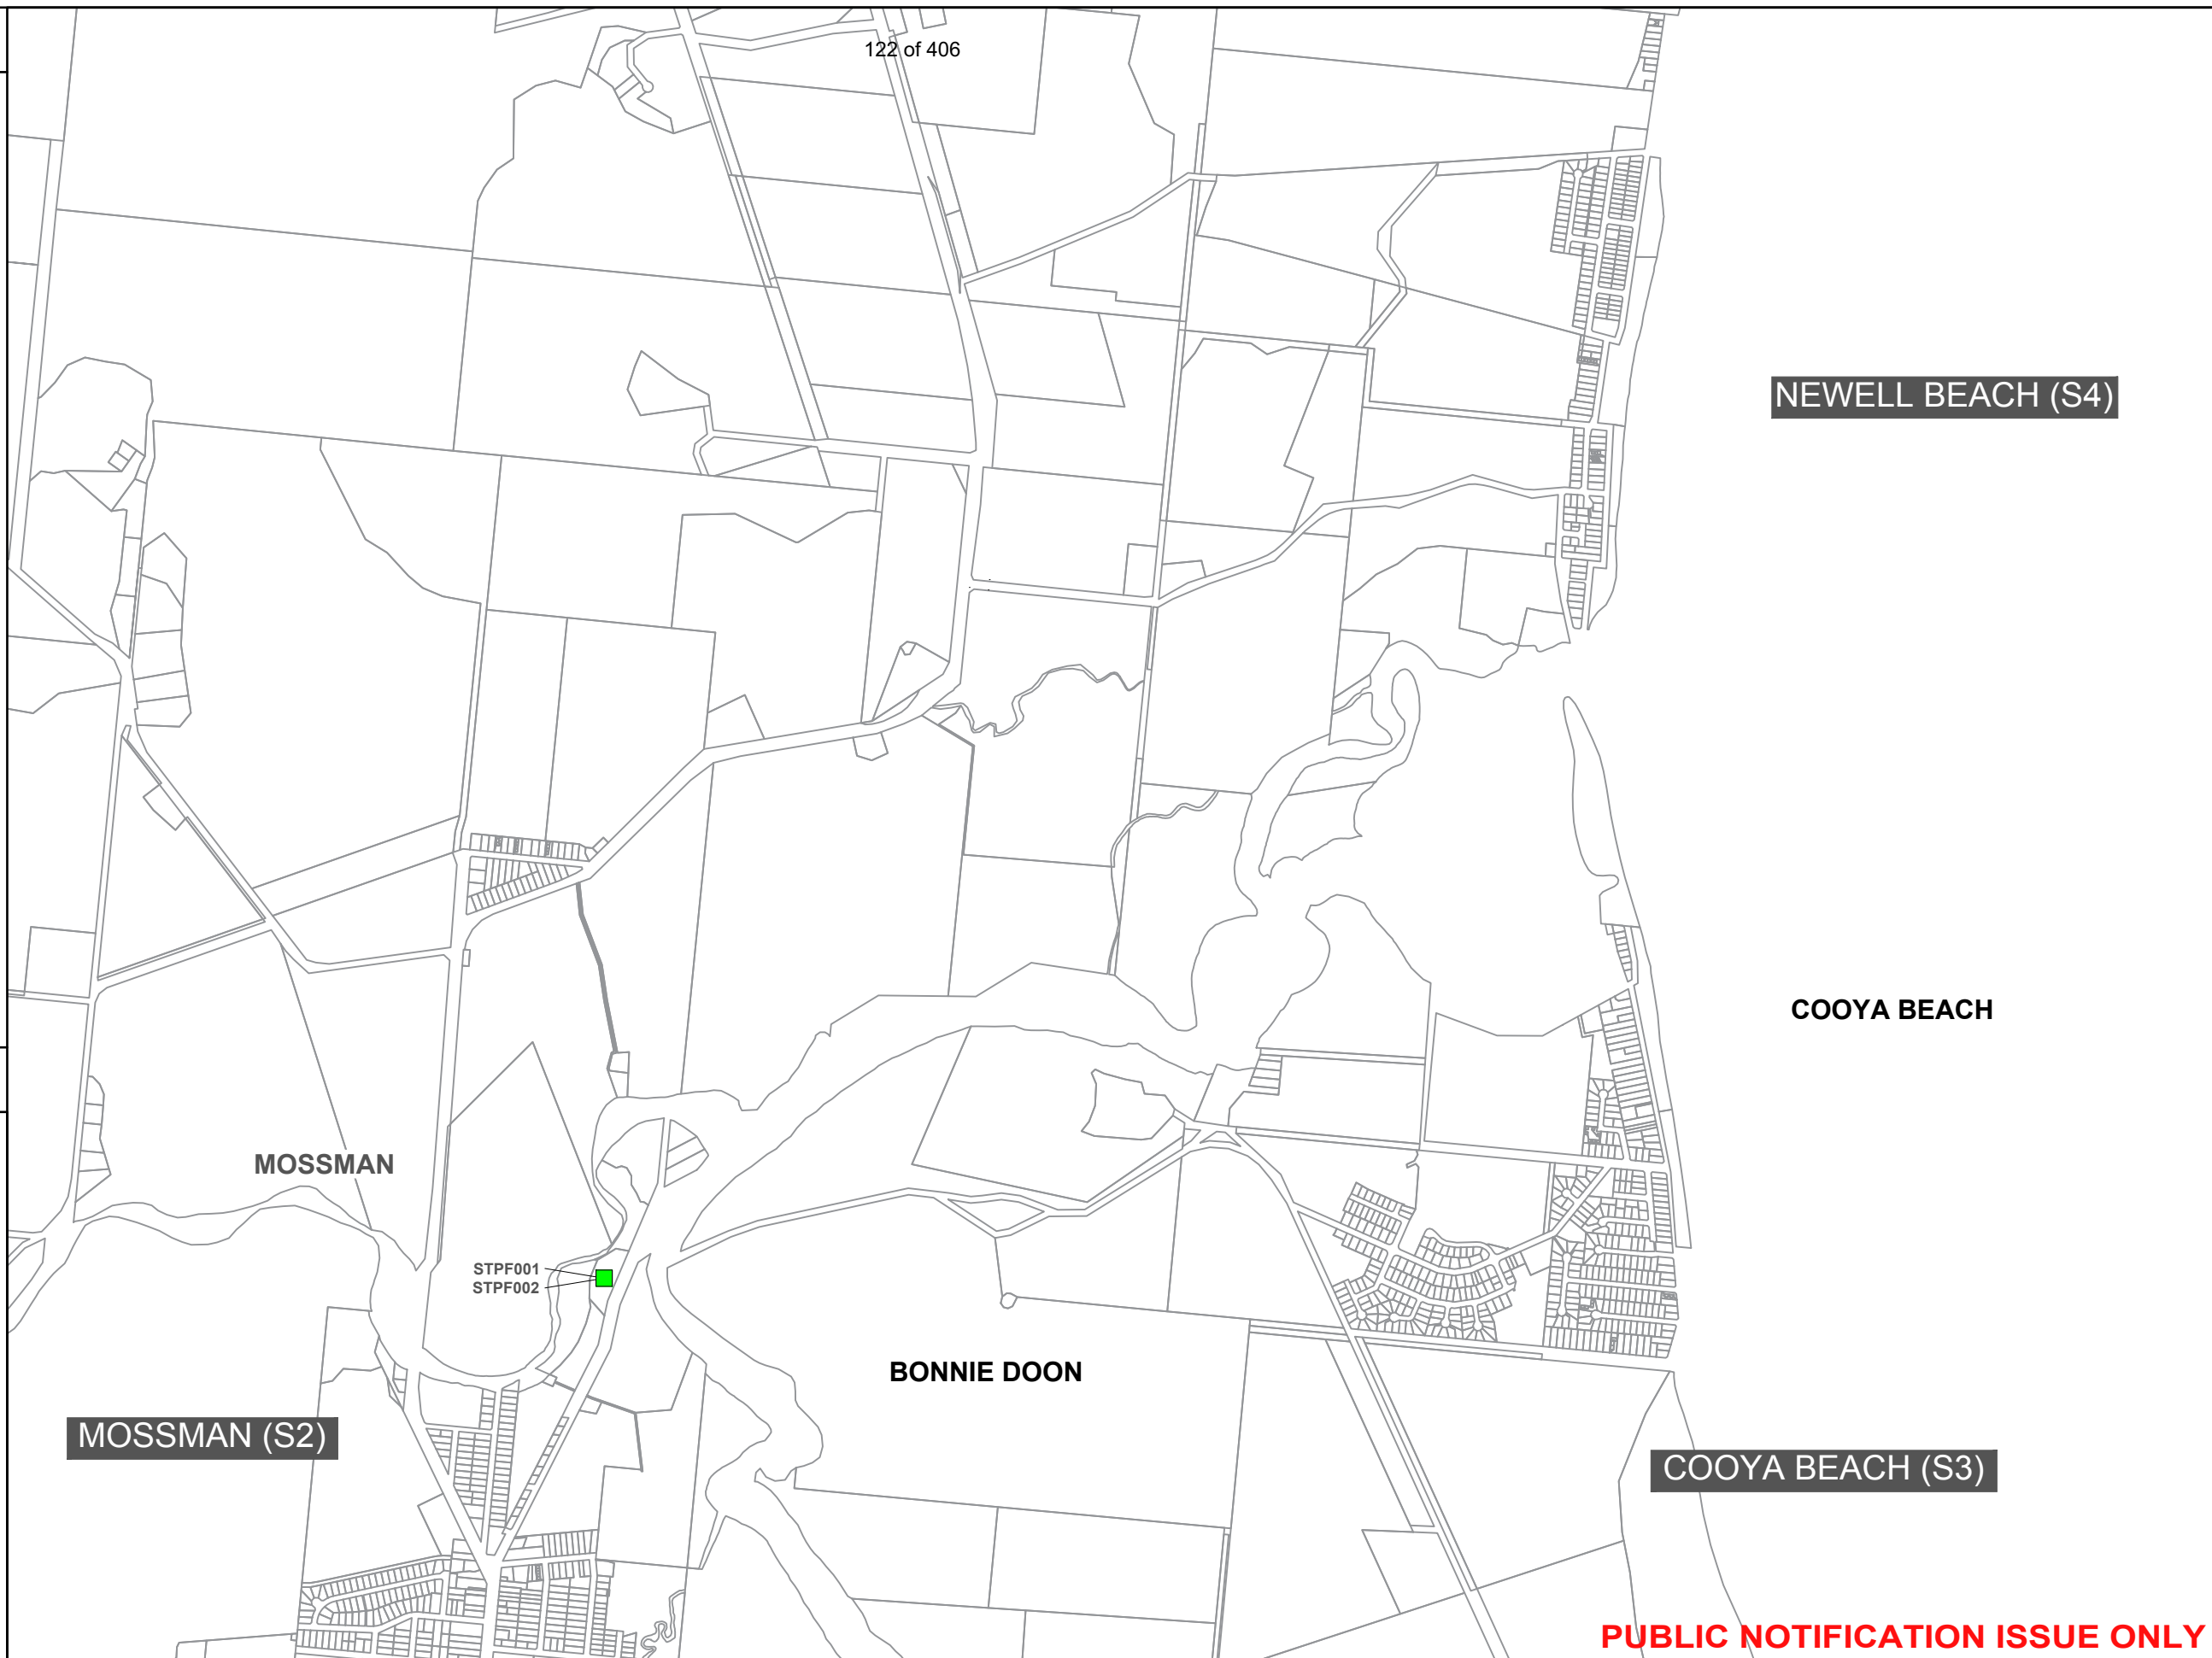 122 of 406
NEWELL BEACH (S4)
COOYA BEACH
MOSSMAN
STPF001
STPF002
BONNIE DOON
MOSSMAN (S2)
COOYA BEACH (S3)
PUBLIC NOTIFICATION ISSUE ONLY